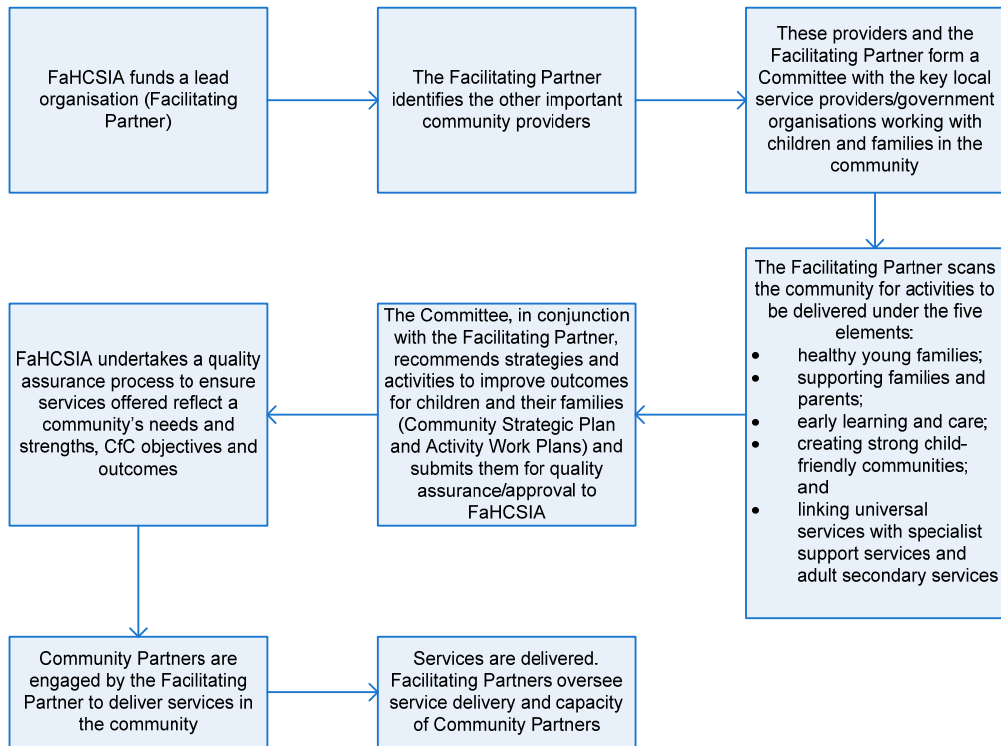 FaHCSIA funds a lead
organisation (Facilitating
Partner)
The Facilitating Partner
identifies the other important
community providers
These providers and the
Facilitating Partner form a
Committee with the key local
service providers/government
organisations working with
children and families in the
community
The Facilitating Partner scans
the community for activities to
be delivered under the five
elements:
• healthy young families;
• supporting families and
parents;
• early learning and care;
• creating strong child-
friendly communities;
and
• linking universal
services with specialist
support services and
adult secondary services
The Committee, in conjunction
with the Facilitating Partner,
recommends strategies and
activities to improve outcomes
for children and their families
(Community Strategic Plan
and Activity Work Plans) and
submits them for quality
assurance/approval to
FaHCSIA
FaHCSIA undertakes a quality
assurance process to ensure
services offered reflect a
community’s needs and
strengths, CfC objectives and
outcomes
Community Partners are
engaged by the Facilitating
Partner to deliver services in
the community
Services are delivered.
Facilitating Partners oversee
service delivery and capacity
of Community Partners